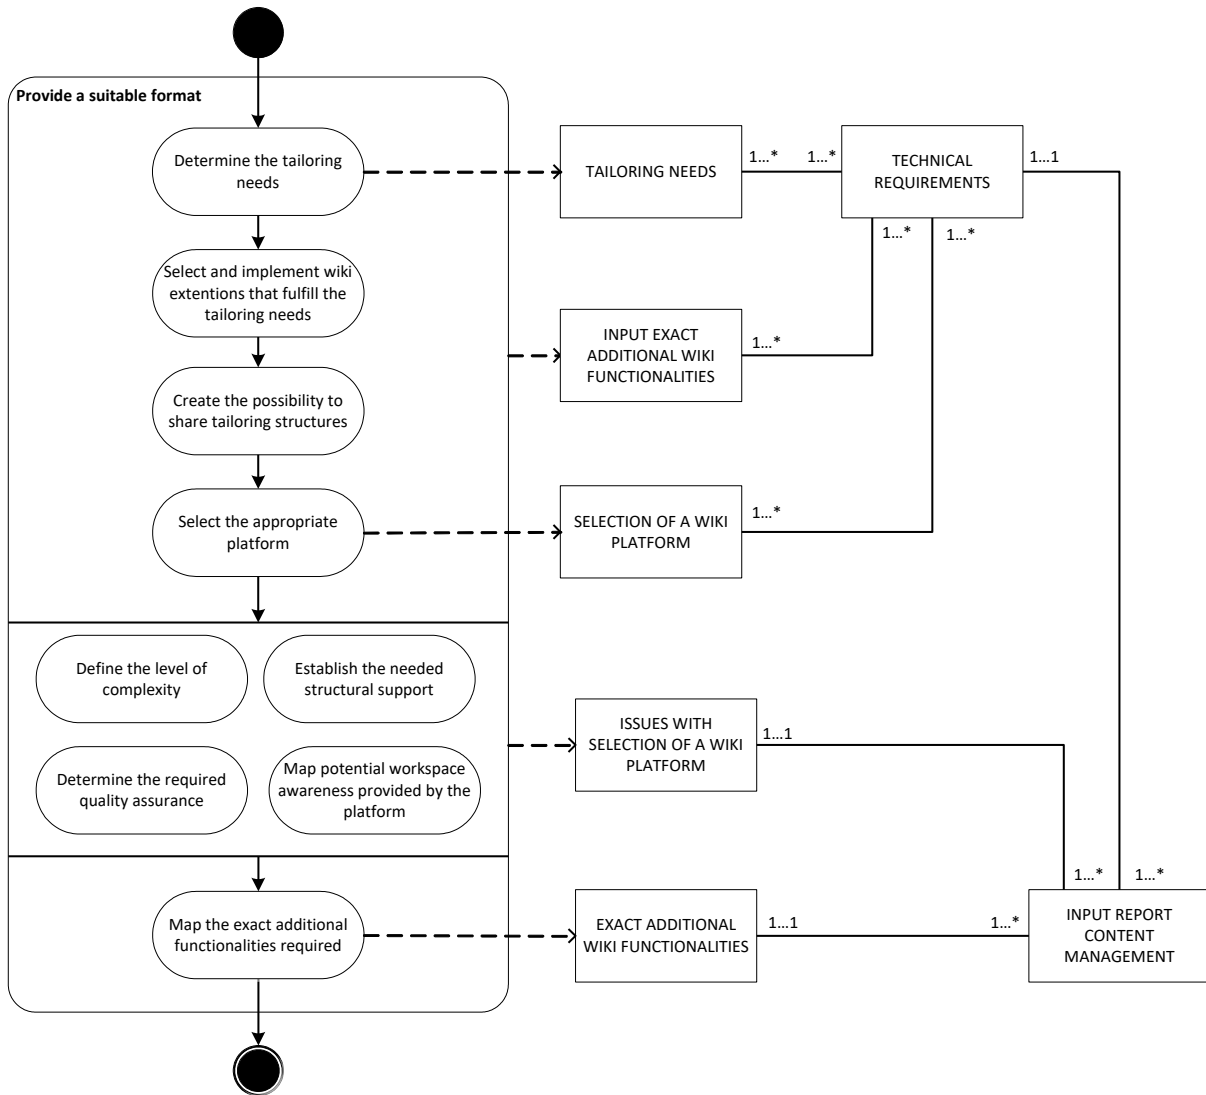 Provide a suitable format
Determine the tailoring
needs
Select and implement wiki
extentions that fulfill the
tailoring needs
Create the possibility to
share tailoring structures
Select the appropriate
platform
Define the level of
complexity
Establish the needed
structural support
Determine the required
quality assurance
Map potential workspace
awareness provided by the
platform
Map the exact additional
functionalities required
TAILORING NEEDS
1...*
1...*
TECHNICAL
REQUIREMENTS
1...1
1...*
1...*
INPUT EXACT
ADDITIONAL WIKI
FUNCTIONALITIES
1...*
SELECTION OF A WIKI
PLATFORM
1...*
ISSUES WITH
SELECTION OF A WIKI
PLATFORM
1...1
1...*
1...*
EXACT ADDITIONAL
WIKI FUNCTIONALITIES
1...1
1...*
INPUT REPORT
CONTENT
MANAGEMENT